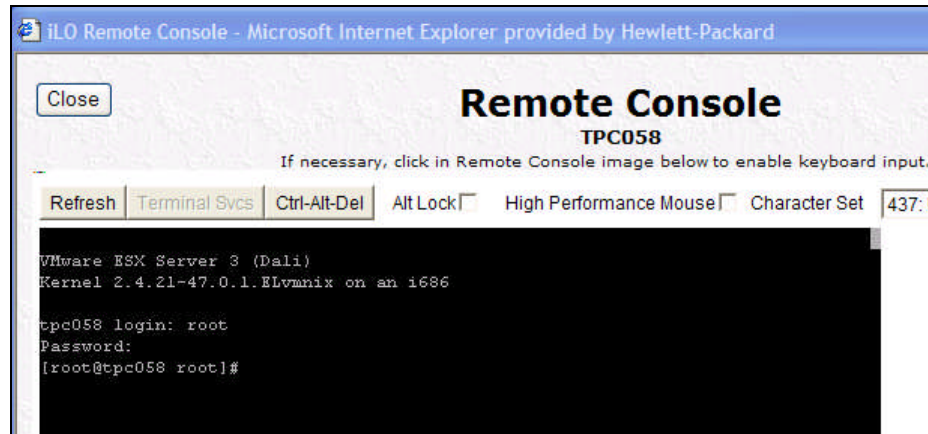 iLO Remote Console - Microsoft Internet Explorer provided by Hewlett-Packard
Close
Remote Console
TPC058
If necessary, click in Remote Console image below to enable keyboard input.
Refresh Terminal Svcs Ctrl-Alt-Del Alt Lock High Performance Mouse Character Set 437:
VMware ESX Server 3 (Dali)
Kernel 2.4.21-47.0.1.ELvmnix on an i686
tpc058 login: root
Password:
[root@tpc058 root]#